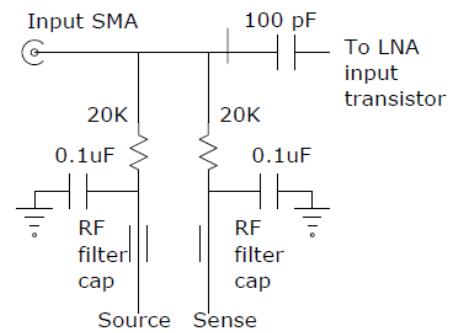 Input SMA
100 pF
To LNA
input
transistor
20K
20K
0.1uF
0.1uF
RF
filter
cap
RF
filter
cap
Source
Sense